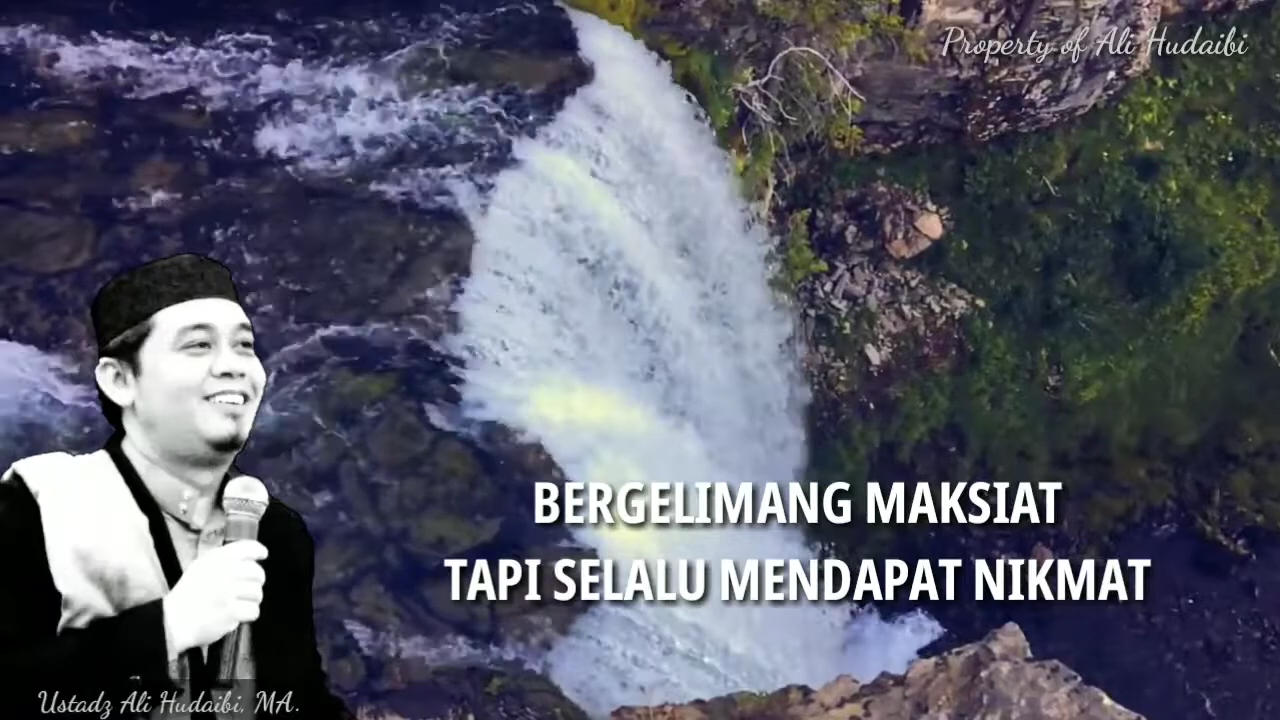 Property of Ali Hudaibi
BERGELIMANG MAKSIAT
TAPI SELALU MENDAPAT NIKMAT
Ustadz Ali Hudaibi, MA.